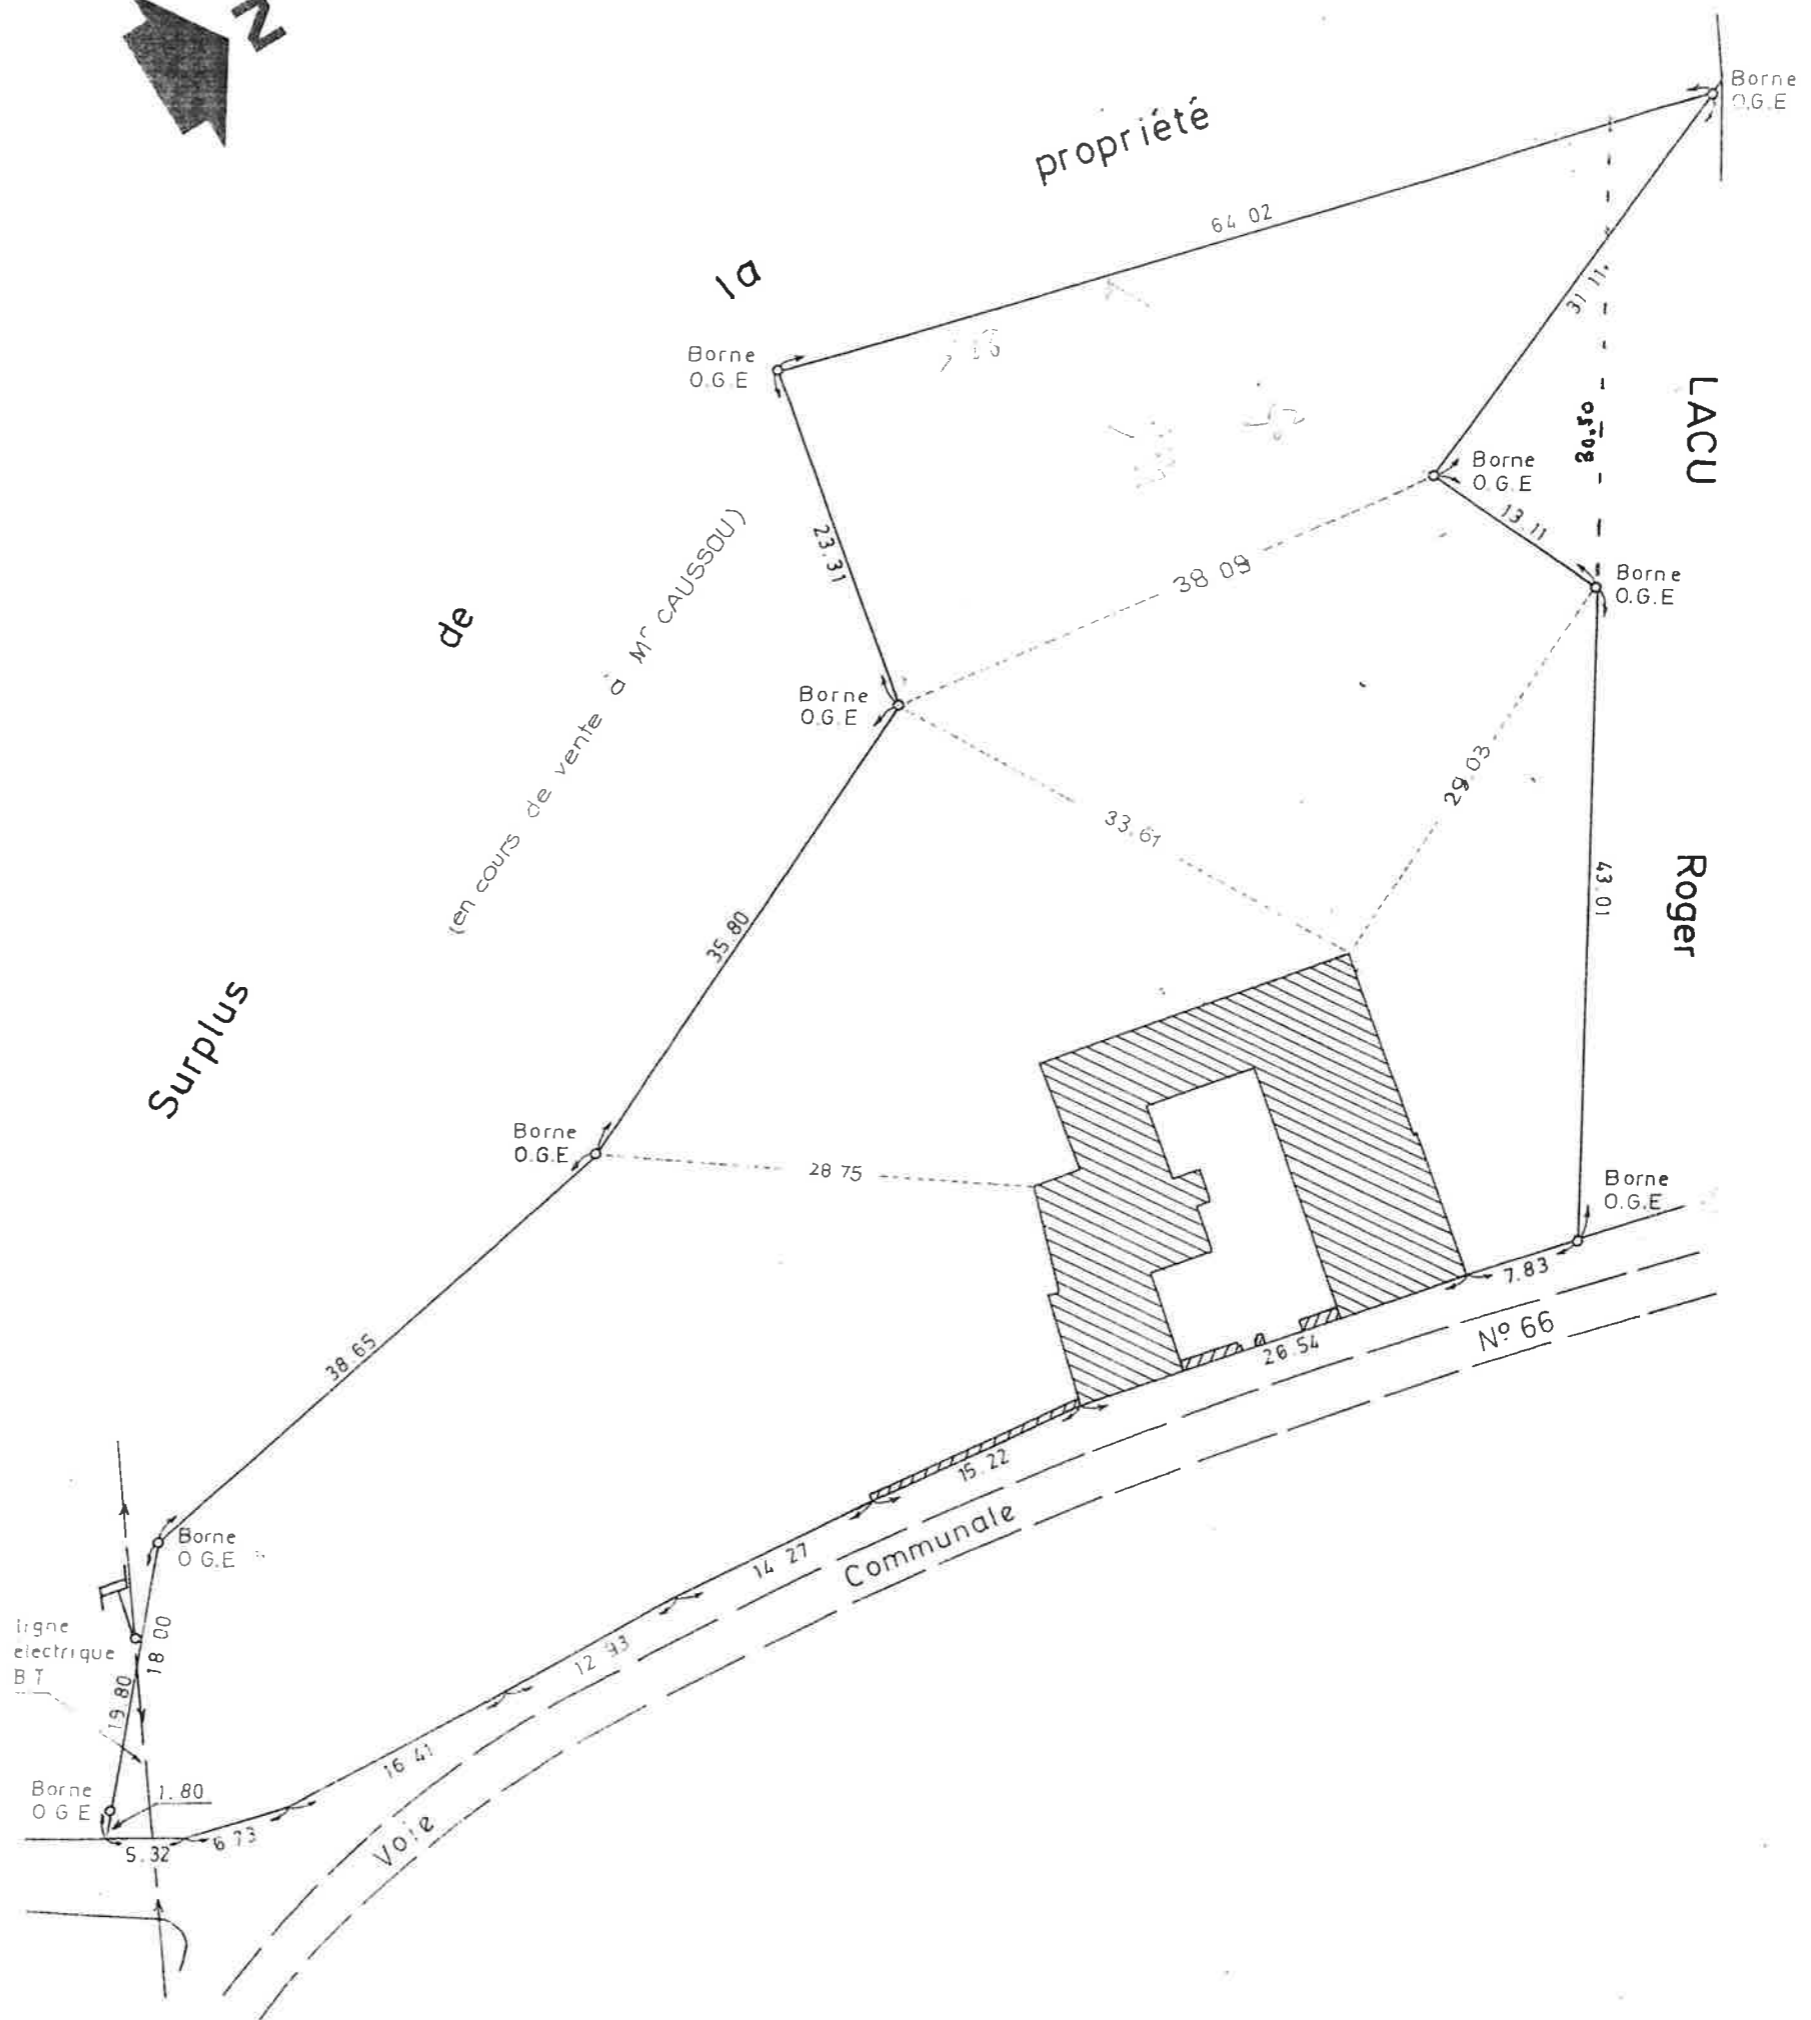 N
Borne
O.G.E
propriété
64 02
la
Borne
O.G.E
31 11
LACU
30.50
Borne
O.G.E
13.11
23.31
38 09
Borne
O.G.E
(en cours de vente à Mr CAUSSOU)
de
Borne
O.G.E
29.03
33.61
43.01
Roger
35.80
Surplus
Borne
O.G.E
28 75
Borne
O.G.E
7.83
Nº 66
26.54
38.65
15.22
Communale
Borne
O G.E
14 27
ligne
electrique
B T
18 00
12 93
19.80
16 41
Borne
O G E
1.80
5.32
6 73
Voie